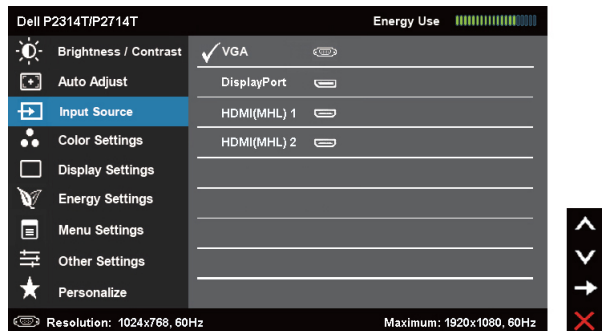 Dell P2314T/P2714T Energy Use
Brightness / Contrast
Auto Adjust
Input Source
Color Settings
Display Settings
Energy Settings
Menu Settings
Other Settings
Personalize
VGA
DisplayPort
HDMI(MHL) 1
HDMI(MHL) 2
Resolution: 1024x768, 60Hz Maximum: 1920x1080, 60Hz